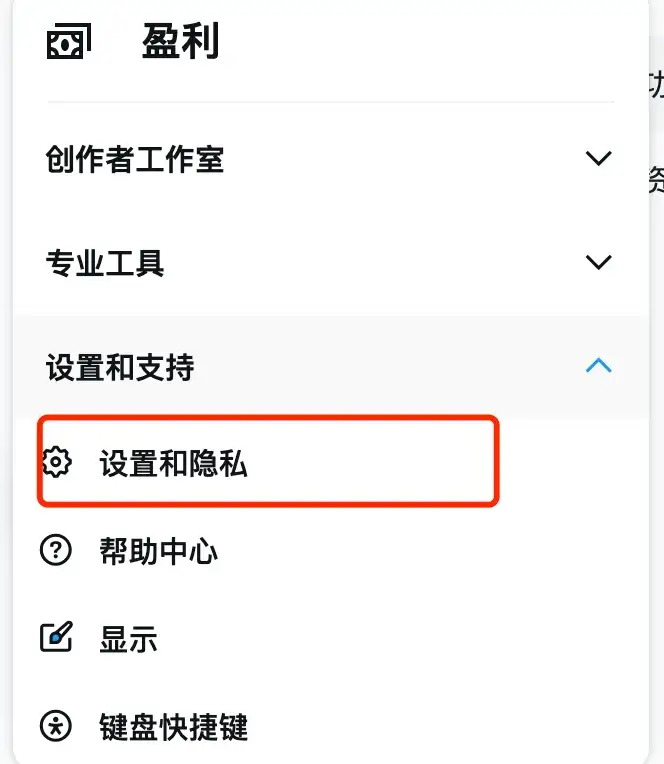 盈利
创作者工作室
专业工具
设置和支持
设置和隐私
帮助中心
显示
键盘快捷键